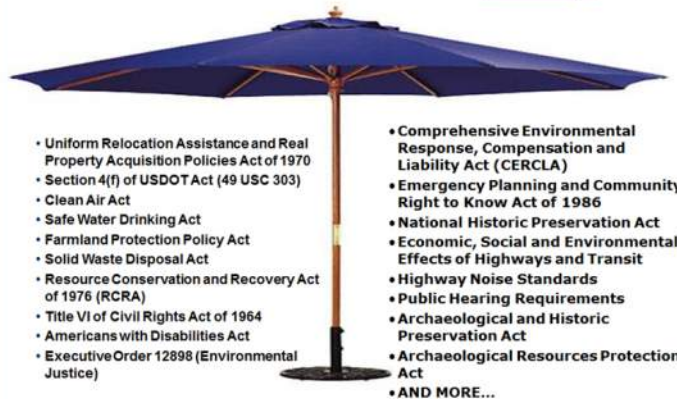 • Uniform Relocation Assistance and Real
Property Acquisition Policies Act of 1970
• Section 4(f) of USDOT Act (49 USC 303)
• Clean Air Act
• Safe Water Drinking Act
• Farmland Protection Policy Act
• Solid Waste Disposal Act
• Resource Conservation and Recovery Act
of 1976 (RCRA)
• Title VI of Civil Rights Act of 1964
• Americans with Disabilities Act
• Executive Order 12898 (Environmental
Justice)
• Comprehensive Environmental
Response, Compensation and
Liability Act (CERCLA)
• Emergency Planning and Community
Right to Know Act of 1986
• National Historic Preservation Act
• Economic, Social and Environmental
Effects of Highways and Transit
• Highway Noise Standards
• Public Hearing Requirements
• Archaeological and Historic
Preservation Act
• Archaeological Resources Protection
Act
• AND MORE...